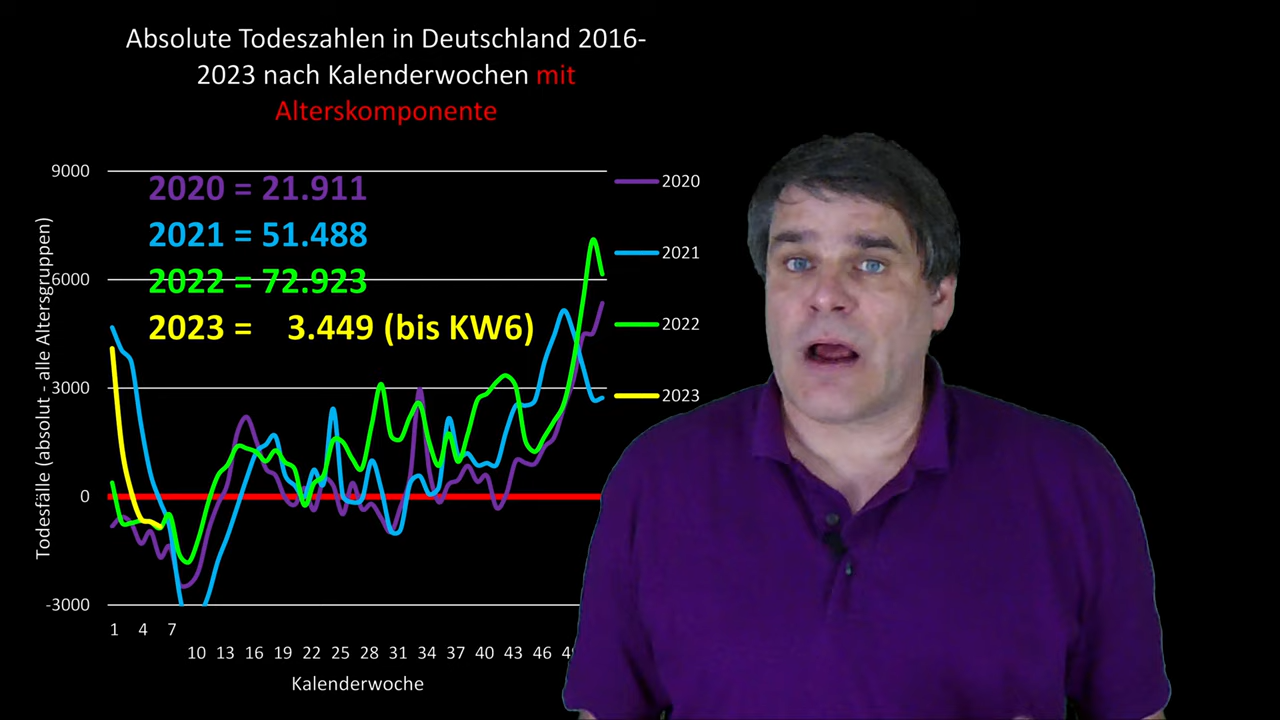 Absolute Todeszahlen in Deutschland 2016-
2023 nach Kalenderwochen mit
Alterskomponente
Todesfälle (absolut - alle Altersgruppen)
9000
6000
3000
0
-3000
2020 = 21.911
2021 = 51.488
2022 = 72.923
2023 = 3.449 (bis KW6)
2020
2021
2022
2023
1 4 7
10 13 16 19 22 25 28 31 34 37 40 43 46
Kalenderwoche